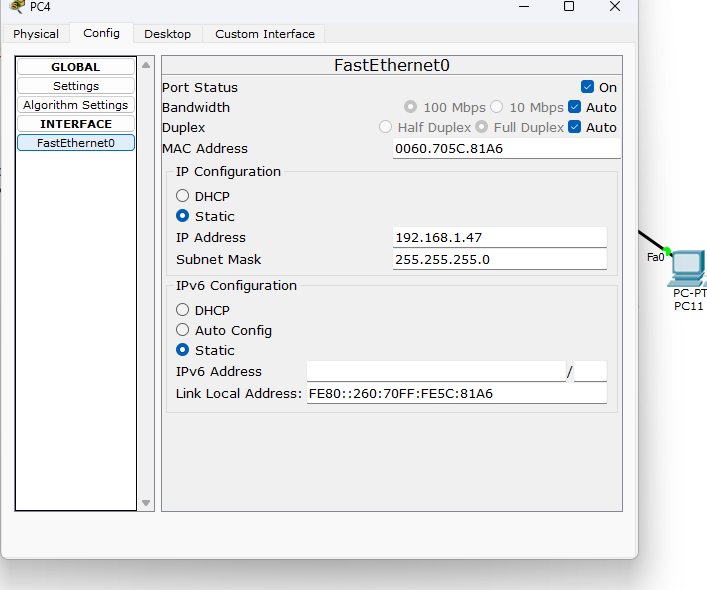 PC4
Physical Config Desktop Custom Interface
GLOBAL
Settings
Algorithm Settings
INTERFACE
FastEthernet0
FastEthernet0
Port Status On
Bandwidth 100 Mbps 10 Mbps Auto
Duplex Half Duplex Full Duplex Auto
MAC Address 0060.705C.81A6
IP Configuration
DHCP
Static
IP Address 192.168.1.47
Subnet Mask 255.255.255.0
IPv6 Configuration
DHCP
Auto Config
Static
IPv6 Address /
Link Local Address: FE80::260:70FF:FE5C:81A6
Fa0
PC-PT
PC11